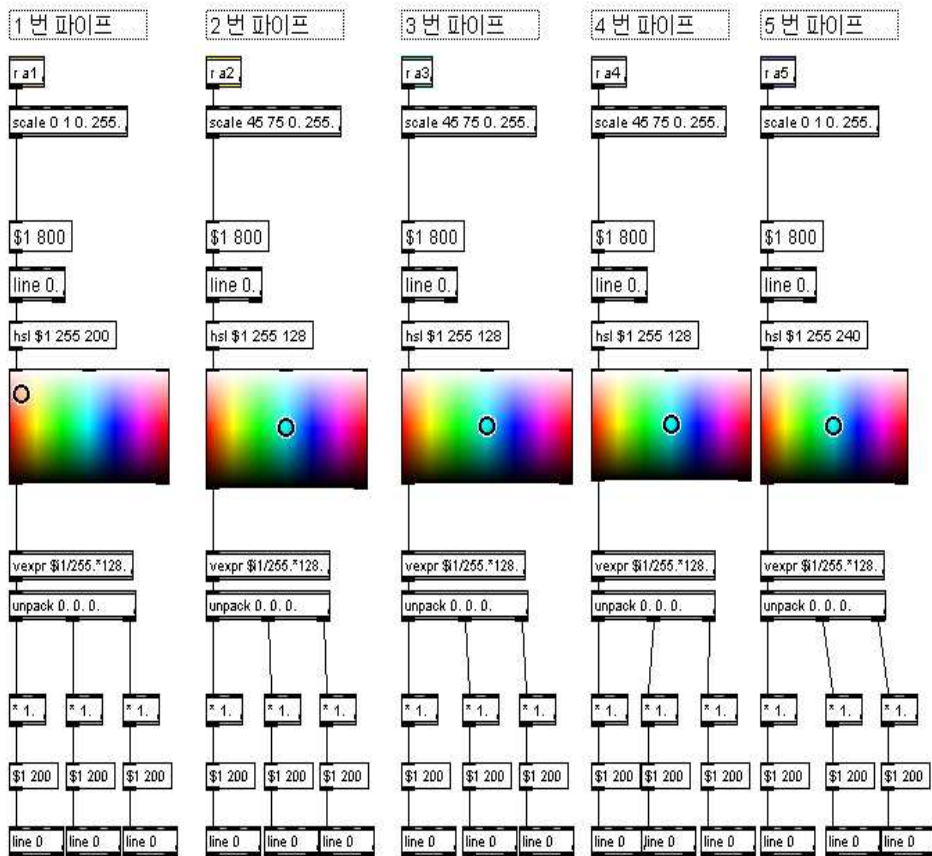 1 번 파이프 2 번 파이프 3 번 파이프 4 번 파이프 5 번 파이프
r a1 r a2 r a3 r a4 r a5
scale 0 1 0. 255. scale 45 75 0. 255. scale 45 75 0. 255. scale 45 75 0. 255. scale 0 1 0. 255.
$1 800 $1 800 $1 800 $1 800 $1 800
line 0. line 0. line 0. line 0. line 0.
hsl $1 255 200 hsl $1 255 128 hsl $1 255 128 hsl $1 255 128 hsl $1 255 240
vexpr $i1/255.*128. vexpr $i1/255.*128. vexpr $i1/255.*128. vexpr $i1/255.*128. vexpr $i1/255.*128.
unpack 0. 0. 0. unpack 0. 0. 0. unpack 0. 0. 0. unpack 0. 0. 0. unpack 0. 0. 0.
* 1. * 1. * 1. * 1. * 1. * 1. * 1. * 1. * 1. * 1. * 1. * 1. * 1. * 1. * 1.
$1 200 $1 200 $1 200 $1 200 $1 200 $1 200 $1 200 $1 200 $1 200 $1 200 $1 200 $1 200 $1 200 $1 200 $1 200
line 0 line 0 line 0 line 0 line 0 line 0 line 0 line 0 line 0 line 0 line 0 line 0 line 0 line 0 line 0